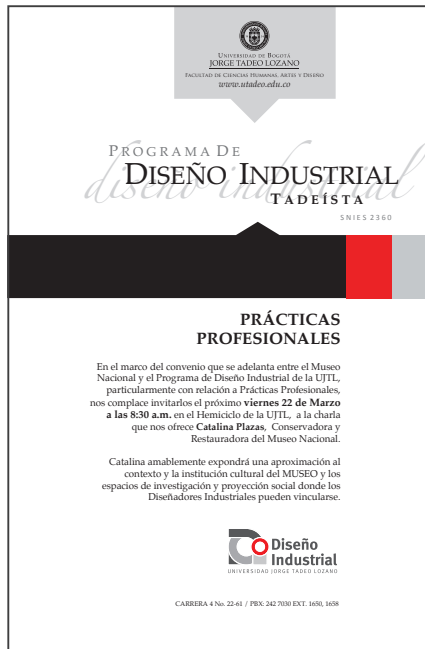 UNIVERSIDAD DE BOGOTÁ
JORGE TADEO LOZANO
FACULTAD DE CIENCIAS HUMANAS, ARTES Y DISEÑO
www.utadeo.edu.co
PROGRAMA DE
diseño industrial
DISEÑO INDUSTRIAL
TADEÍSTA
SNIES 2360
PRÁCTICAS
PROFESIONALES
En el marco del convenio que se adelanta entre el Museo
Nacional y el Programa de Diseño Industrial de la UJTL,
particularmente con relación a Prácticas Profesionales,
nos complace invitarlos el próximo viernes 22 de Marzo
a las 8:30 a.m. en el Hemiciclo de la UJTL, a la charla
que nos ofrece Catalina Plazas, Conservadora y
Restauradora del Museo Nacional.
Catalina amablemente expondrá una aproximación al
contexto y la institución cultural del MUSEO y los
espacios de investigación y proyección social donde los
Diseñadores Industriales pueden vincularse.
Diseño
Industrial
UNIVERSIDAD JORGE TADEO LOZANO
CARRERA 4 No. 22-61 / PBX: 242 7030 EXT. 1650, 1658